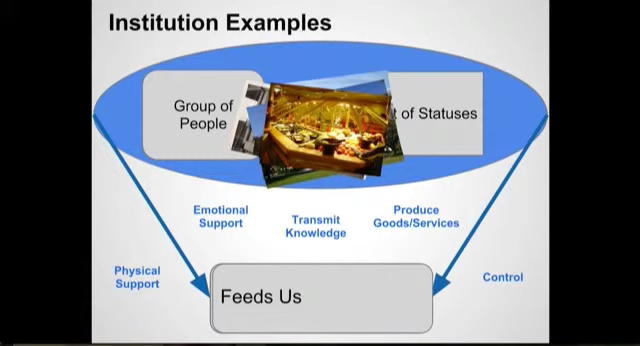 Institution Examples
Group of
People
t of Statuses
Emotional
Support
Transmit
Knowledge
Produce
Goods/Services
Physical
Support
Control
Feeds Us